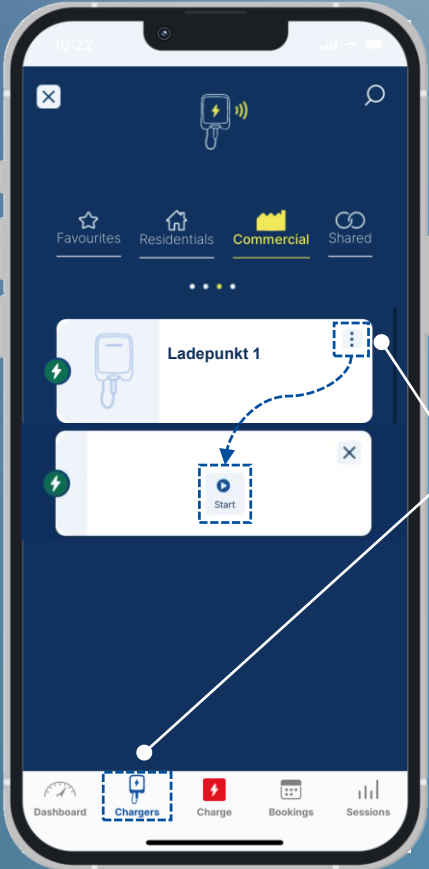 16:22
Favourites Residentials Commercial Shared
Ladepunkt 1
Start
Dashboard Chargers Charge Bookings Sessions